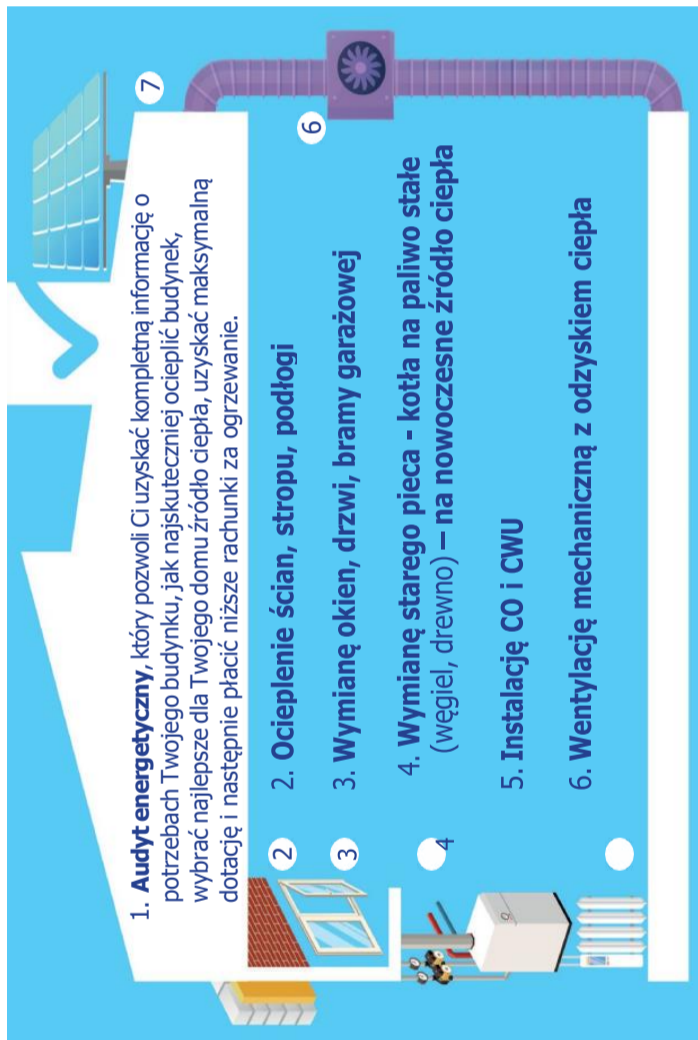 7
1. Audyt energetyczny, który pozwoli Ci uzyskać kompletną informację o
potrzebach Twojego budynku, jak najskuteczniej ocieplić budynek,
wybrać najlepsze dla Twojego domu źródło ciepła, uzyskać maksymalną
dotację i następnie płacić niższe rachunki za ogrzewanie.
6
2
2. Ocieplenie ścian, stropu, podłogi
3
3. Wymianę okien, drzwi, bramy garażowej
4
4. Wymianę starego pieca - kotła na paliwo stałe
(węgiel, drewno) — na nowoczesne źródło ciepła
5. Instalację CO i CWU
6. Wentylację mechaniczną z odzyskiem ciepła